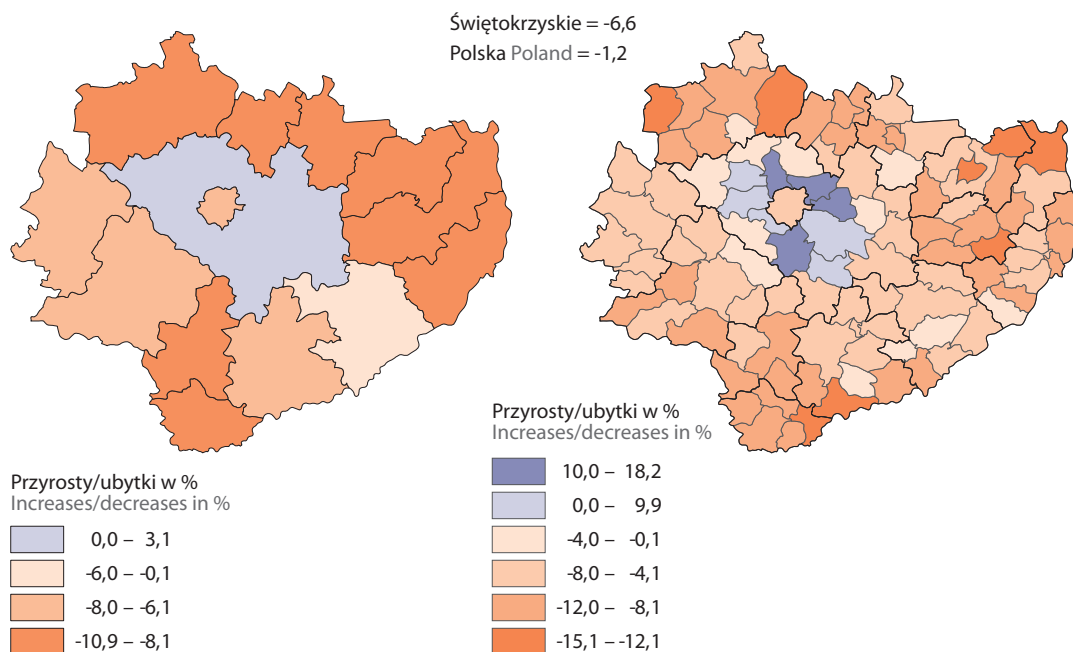 Świętokrzyskie = -6,6
Polska Poland = -1,2
Przyrosty/ubytki w %
Increases/decreases in %
0,0 – 3,1
-6,0 – -0,1
-8,0 – -6,1
-10,9 – -8,1
Przyrosty/ubytki w %
Increases/decreases in %
10,0 – 18,2
0,0 – 9,9
-4,0 – -0,1
-8,0 – -4,1
-12,0 – -8,1
-15,1 – -12,1